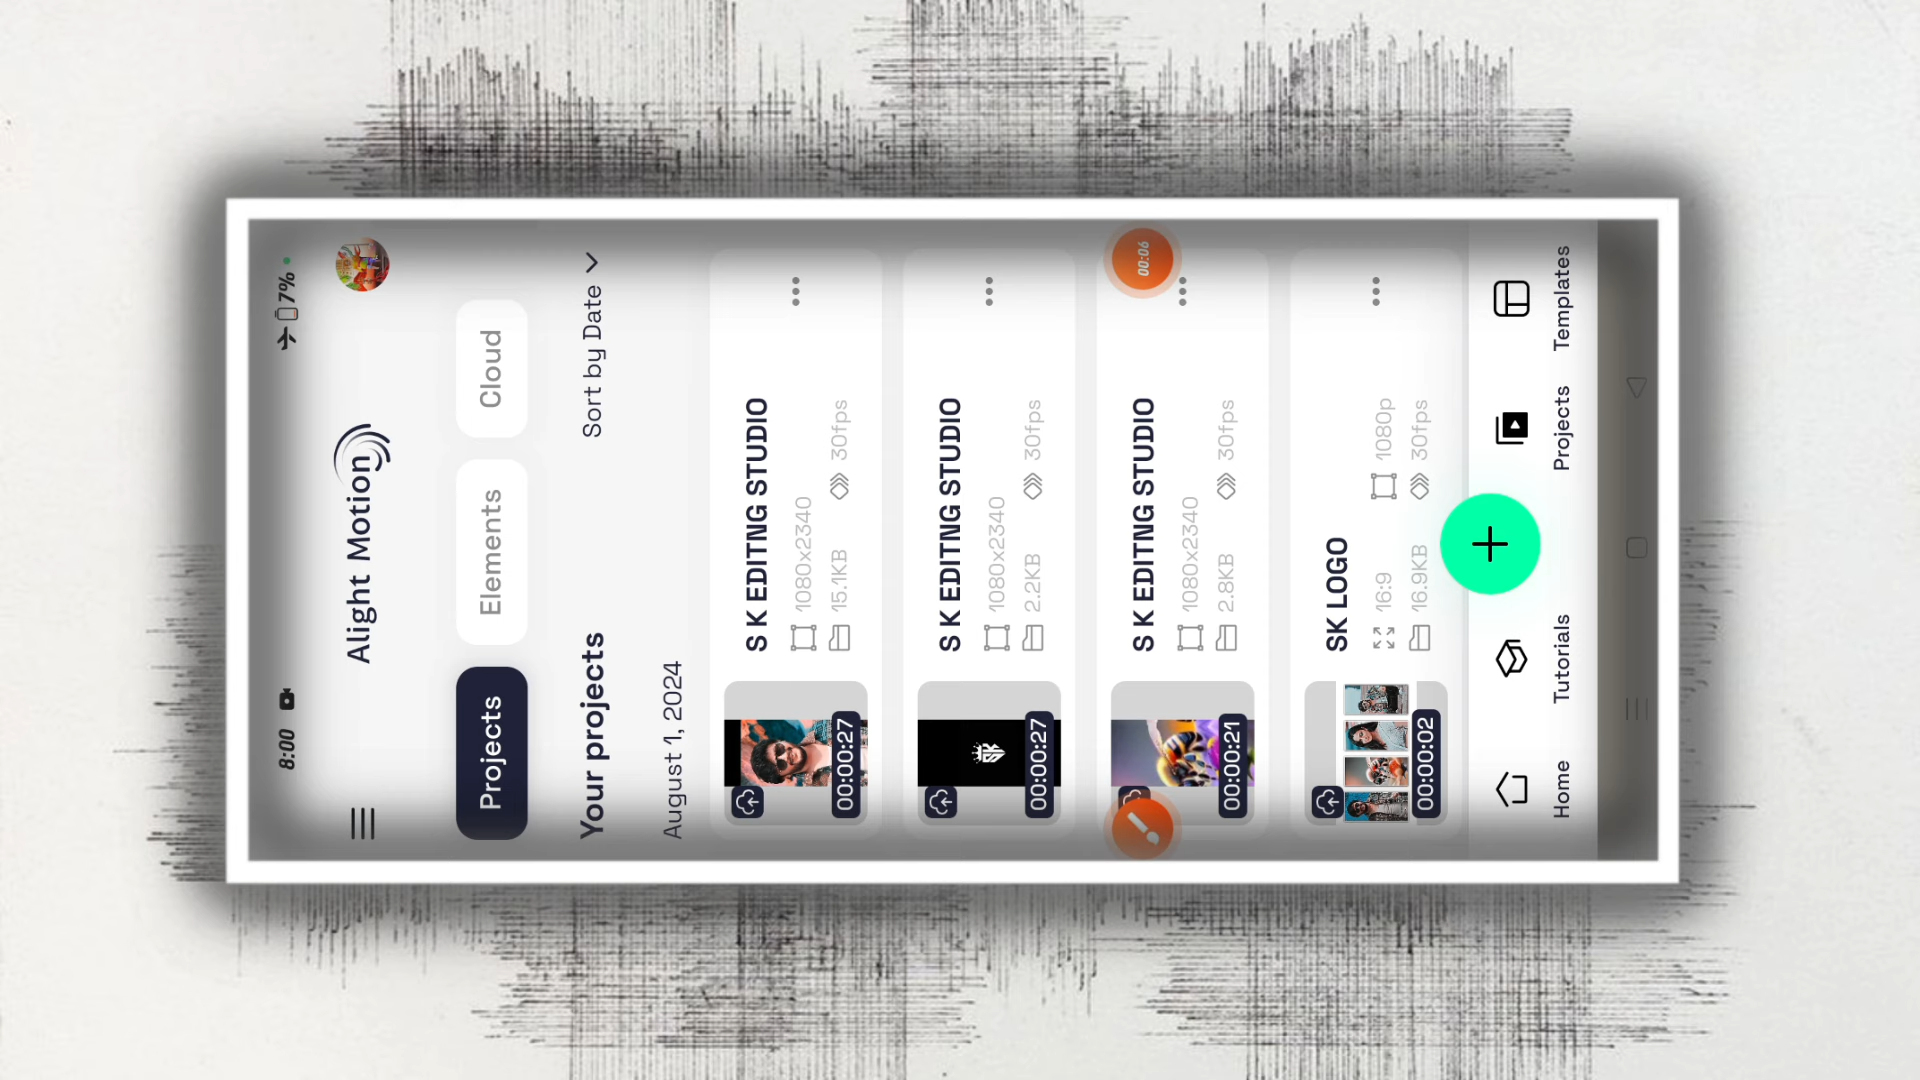 8:00
7%
Alight Motion
Projects
Elements
Cloud
Your projects
Sort by Date
August 1, 2024
S K EDITNG STUDIO
1080x2340
15.1KB
30fps
00:00:27
S K EDITNG STUDIO
1080x2340
2.2KB
30fps
00:00:27
S K EDITNG STUDIO
1080x2340
2.8KB
30fps
00:00:21
00:06
SK LOGO
16:9
1080p
16.9KB
30fps
00:00:02
Home
Tutorials
Projects
Templates